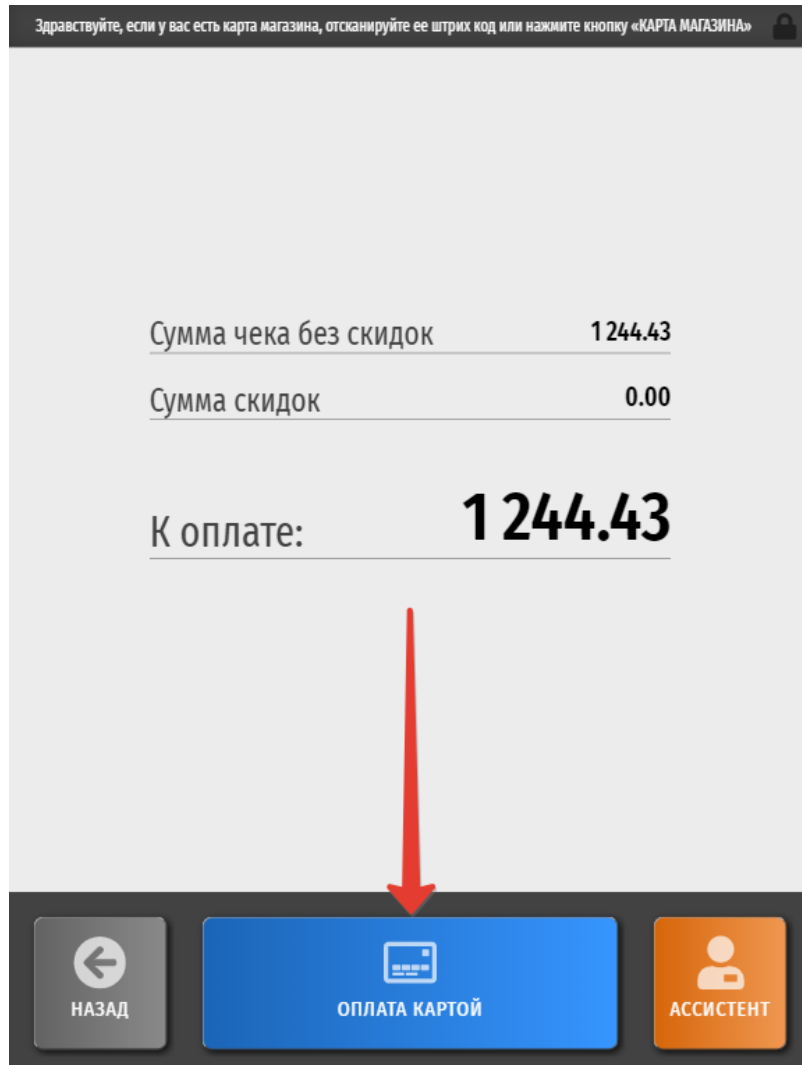 Здравствуйте, если у вас есть карта магазина, отсканируйте ее штрих код или нажмите кнопку «КАРТА МАГАЗИНА»
Сумма чека без скидок 1 244.43
Сумма скидок 0.00
К оплате: 1 244.43
НАЗАД
ОПЛАТА КАРТОЙ
АССИСТЕНТ